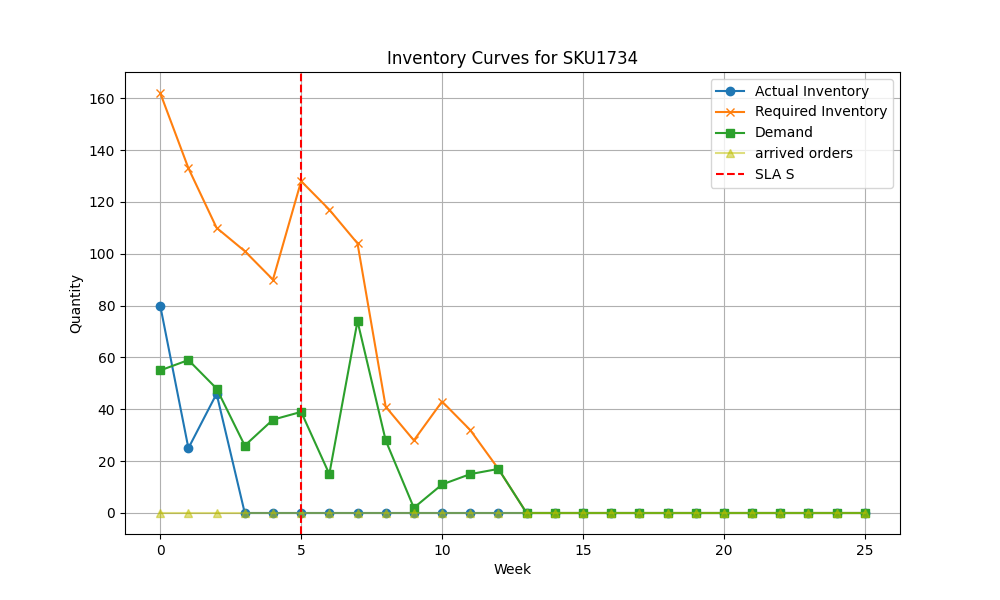 Inventory Curves for SKU1734
Actual Inventory
Required Inventory
Demand
arrived orders
SLA S
Quantity
160
140
120
100
80
60
40
20
0
0 5 10 15 20 25
Week